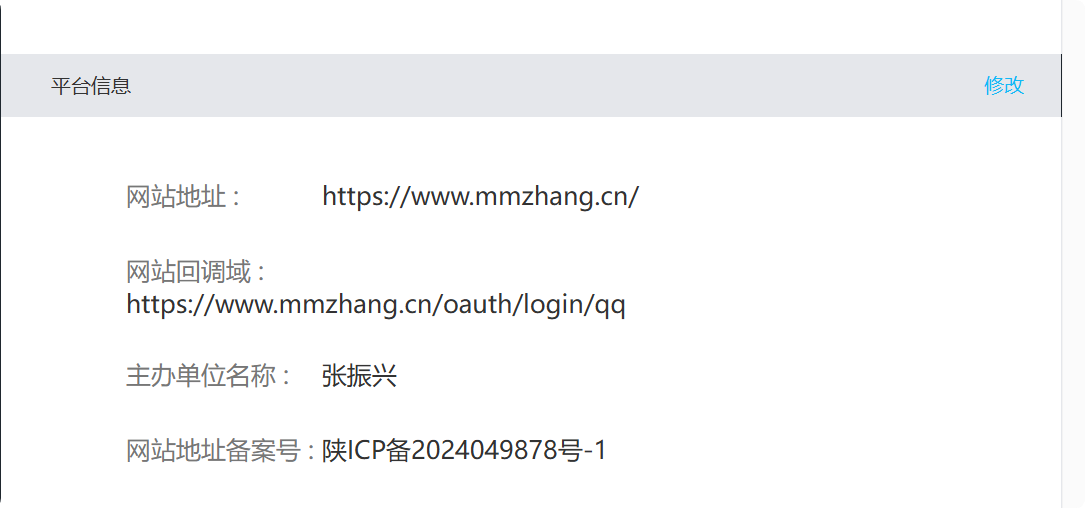 平台信息 修改
网站地址 : https://www.mmzhang.cn/
网站回调域 :
https://www.mmzhang.cn/oauth/login/qq
主办单位名称 : 张振兴
网站地址备案号 : 陕ICP备2024049878号-1